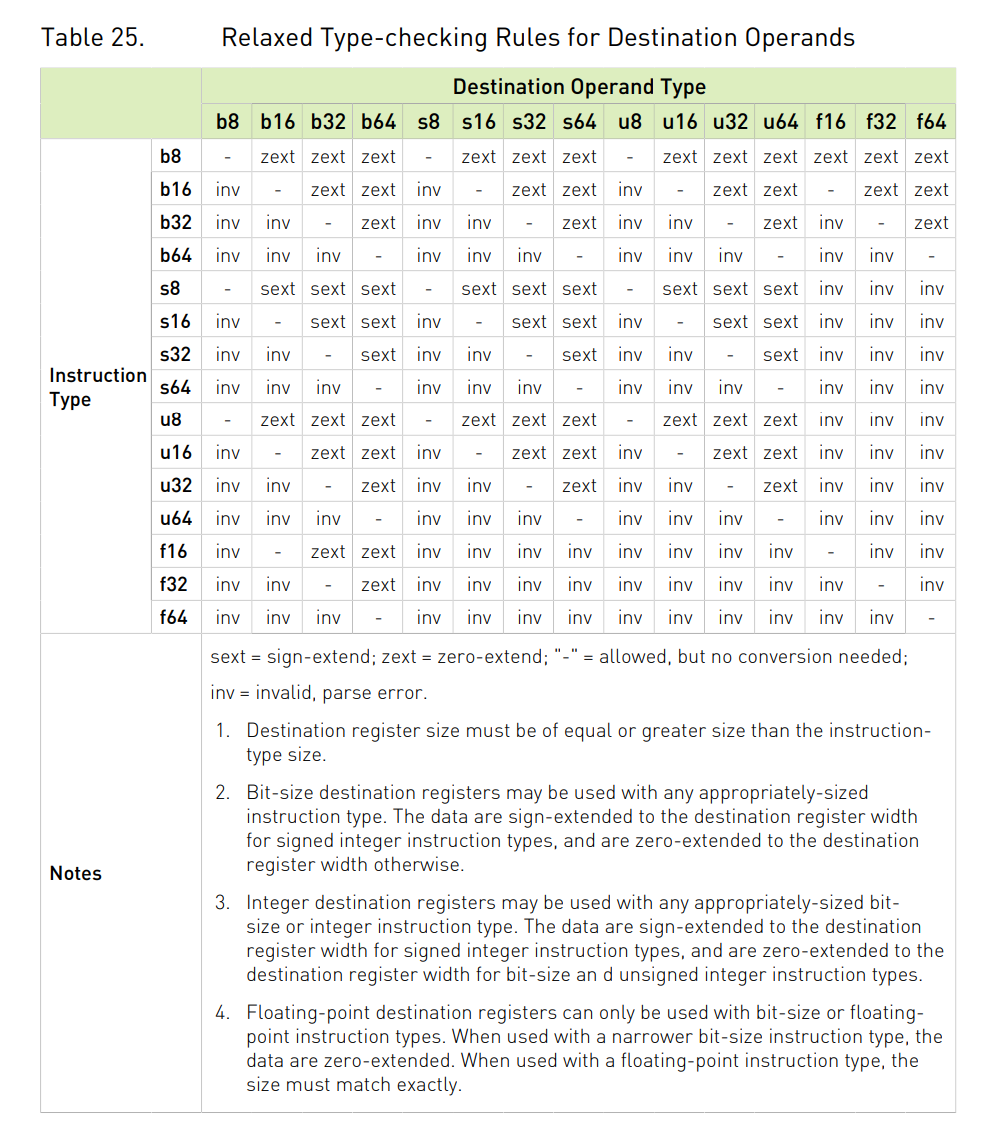 Table 25. Relaxed Type-checking Rules for Destination Operands
Destination Operand Type
b8 b16 b32 b64 s8 s16 s32 s64 u8 u16 u32 u64 f16 f32 f64
b8 - zext zext zext - zext zext zext - zext zext zext zext zext zext
b16 inv - zext zext inv - zext zext inv - zext zext - zext zext
b32 inv inv - zext inv inv - zext inv inv - zext inv - zext
b64 inv inv inv - inv inv inv - inv inv inv - inv inv -
s8 - sext sext sext - sext sext sext - sext sext sext inv inv inv
s16 inv - sext sext inv - sext sext inv - sext sext inv inv inv
s32 inv inv - sext inv inv - sext inv inv - sext inv inv inv
Instruction
Type
s64 inv inv inv - inv inv inv - inv inv inv - inv inv inv
u8 - zext zext zext - zext zext zext - zext zext zext inv inv inv
u16 inv - zext zext inv - zext zext inv - zext zext inv inv inv
u32 inv inv - zext inv inv - zext inv inv - zext inv inv inv
u64 inv inv inv - inv inv inv - inv inv inv - inv inv inv
f16 inv - zext zext inv inv inv inv inv inv inv inv - inv inv
f32 inv inv - zext inv inv inv inv inv inv inv inv inv - inv
f64 inv inv inv - inv inv inv inv inv inv inv inv inv inv -
Notes
sext = sign-extend; zext = zero-extend; "-" = allowed, but no conversion needed;
inv = invalid, parse error.
1. Destination register size must be of equal or greater size than the instruction-
type size.
2. Bit-size destination registers may be used with any appropriately-sized
instruction type. The data are sign-extended to the destination register width
for signed integer instruction types, and are zero-extended to the destination
register width otherwise.
3. Integer destination registers may be used with any appropriately-sized bit-
size or integer instruction type. The data are sign-extended to the destination
register width for signed integer instruction types, and are zero-extended to the
destination register width for bit-size an d unsigned integer instruction types.
4. Floating-point destination registers can only be used with bit-size or floating-
point instruction types. When used with a narrower bit-size instruction type, the
data are zero-extended. When used with a floating-point instruction type, the
size must match exactly.